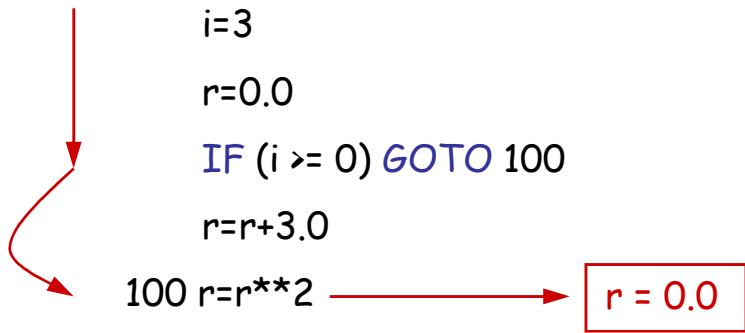 i=3
r=0.0
IF (i >= 0) GOTO 100
r=r+3.0
100 r=r**2
r = 0.0